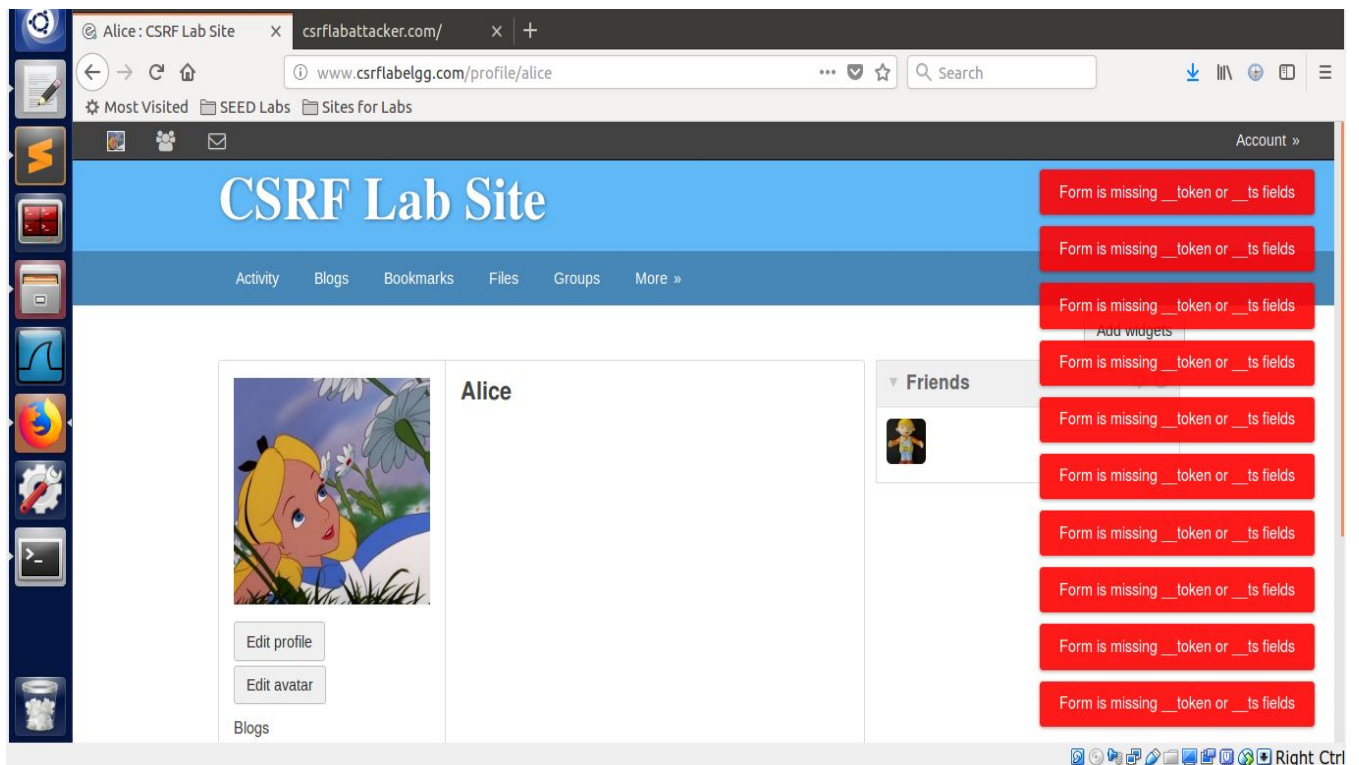 Alice : CSRF Lab Site
csrflabattacker.com/
www.csrflabelgg.com/profile/alice
Search
Most Visited
SEED Labs
Sites for Labs
Account »
CSRF Lab Site
Activity
Blogs
Bookmarks
Files
Groups
More »
Form is missing __token or __ts fields
Form is missing __token or __ts fields
Form is missing __token or __ts fields
Add widgets
Form is missing __token or __ts fields
Alice
Friends
Form is missing __token or __ts fields
Form is missing __token or __ts fields
Form is missing __token or __ts fields
Form is missing __token or __ts fields
Form is missing __token or __ts fields
Form is missing __token or __ts fields
Edit profile
Edit avatar
Blogs
Right Ctrl